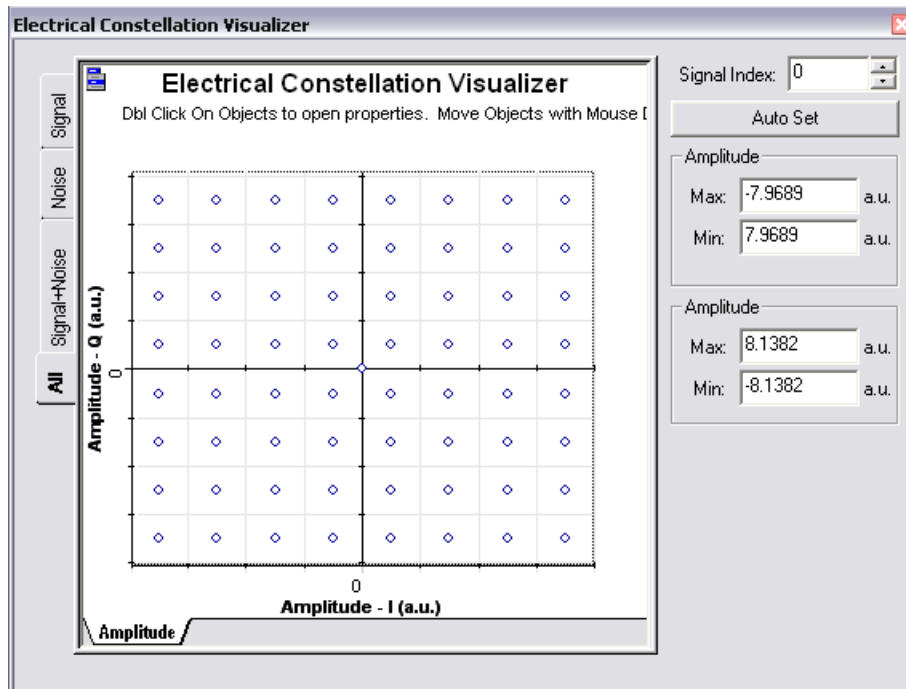 Electrical Constellation Visualizer
Signal
Noise
Signal+Noise
All
Electrical Constellation Visualizer
Dbl Click On Objects to open properties. Move Objects with Mouse D
Amplitude - Q (a.u.)
0
0
Amplitude - I (a.u.)
Amplitude
Signal Index: 0
Auto Set
Amplitude
Max: -7.9689 a.u.
Min: 7.9689 a.u.
Amplitude
Max: 8.1382 a.u.
Min: -8.1382 a.u.